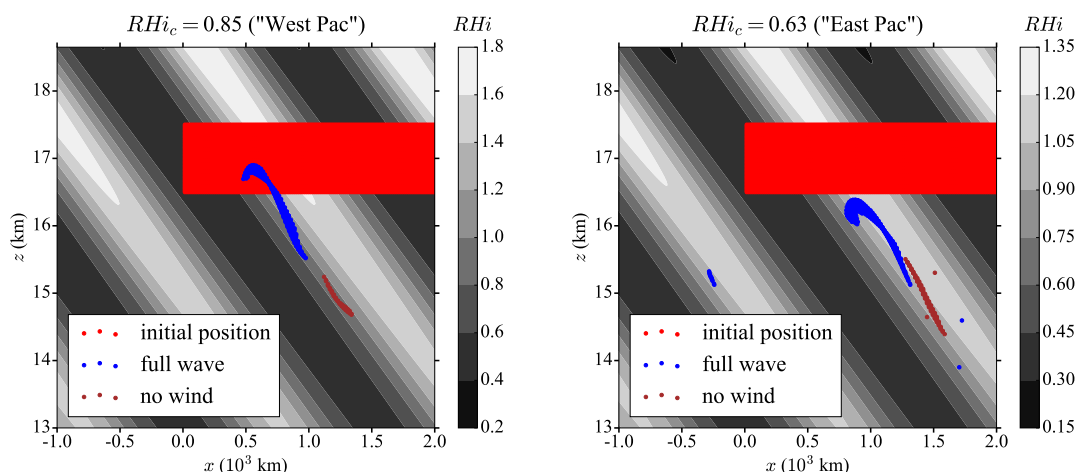 RHi_c = 0.85 ("West Pac")
RHi
1.8
1.6
1.4
1.2
1.0
0.8
0.6
0.4
0.2
18
17
16
15
14
13
z (km)
initial position
full wave
no wind
-1.0 -0.5 0.0 0.5 1.0 1.5 2.0
x (10³ km)
RHi_c = 0.63 ("East Pac")
RHi
1.35
1.20
1.05
0.90
0.75
0.60
0.45
0.30
0.15
18
17
16
15
14
13
z (km)
initial position
full wave
no wind
-1.0 -0.5 0.0 0.5 1.0 1.5 2.0
x (10³ km)